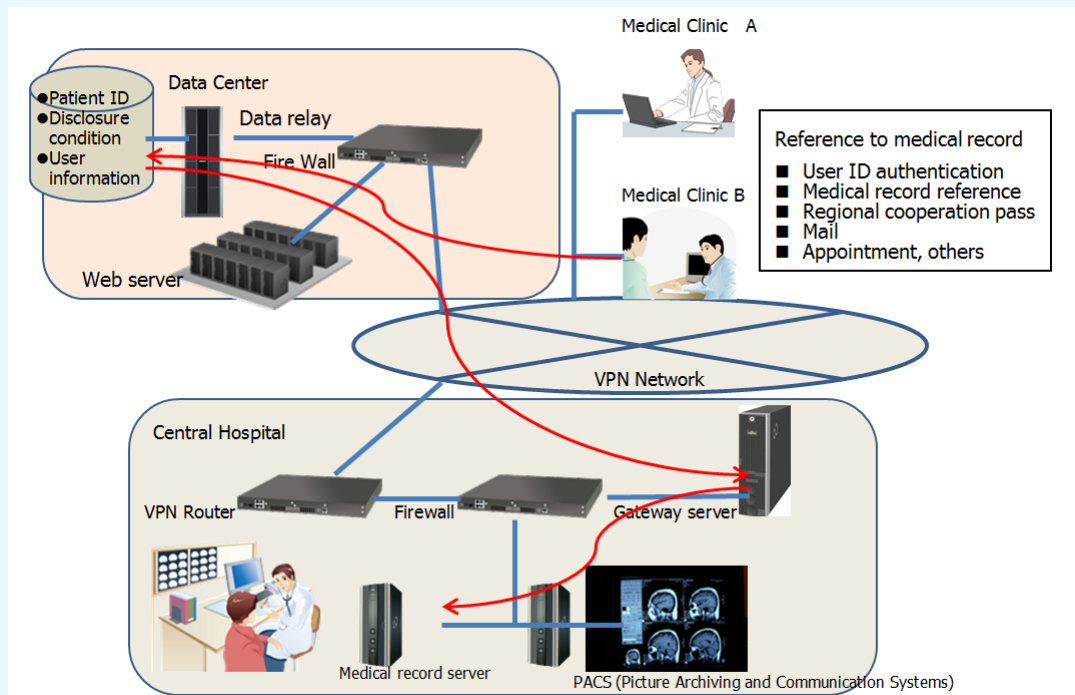 Medical Clinic A
Data Center
●Patient ID
●Disclosure
condition
●User
information
Data relay
Fire Wall
Web server
Medical Clinic B
Reference to medical record
■ User ID authentication
■ Medical record reference
■ Regional cooperation pass
■ Mail
■ Appointment, others
VPN Network
Central Hospital
VPN Router
Firewall
Gateway server
Medical record server
PACS (Picture Archiving and Communication Systems)